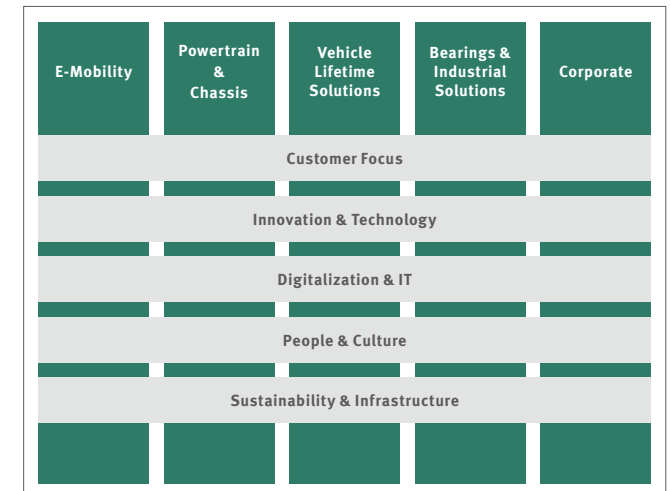 E-Mobility
Powertrain
&
Chassis
Vehicle
Lifetime
Solutions
Bearings &
Industrial
Solutions
Corporate
Customer Focus
Innovation & Technology
Digitalization & IT
People & Culture
Sustainability & Infrastructure